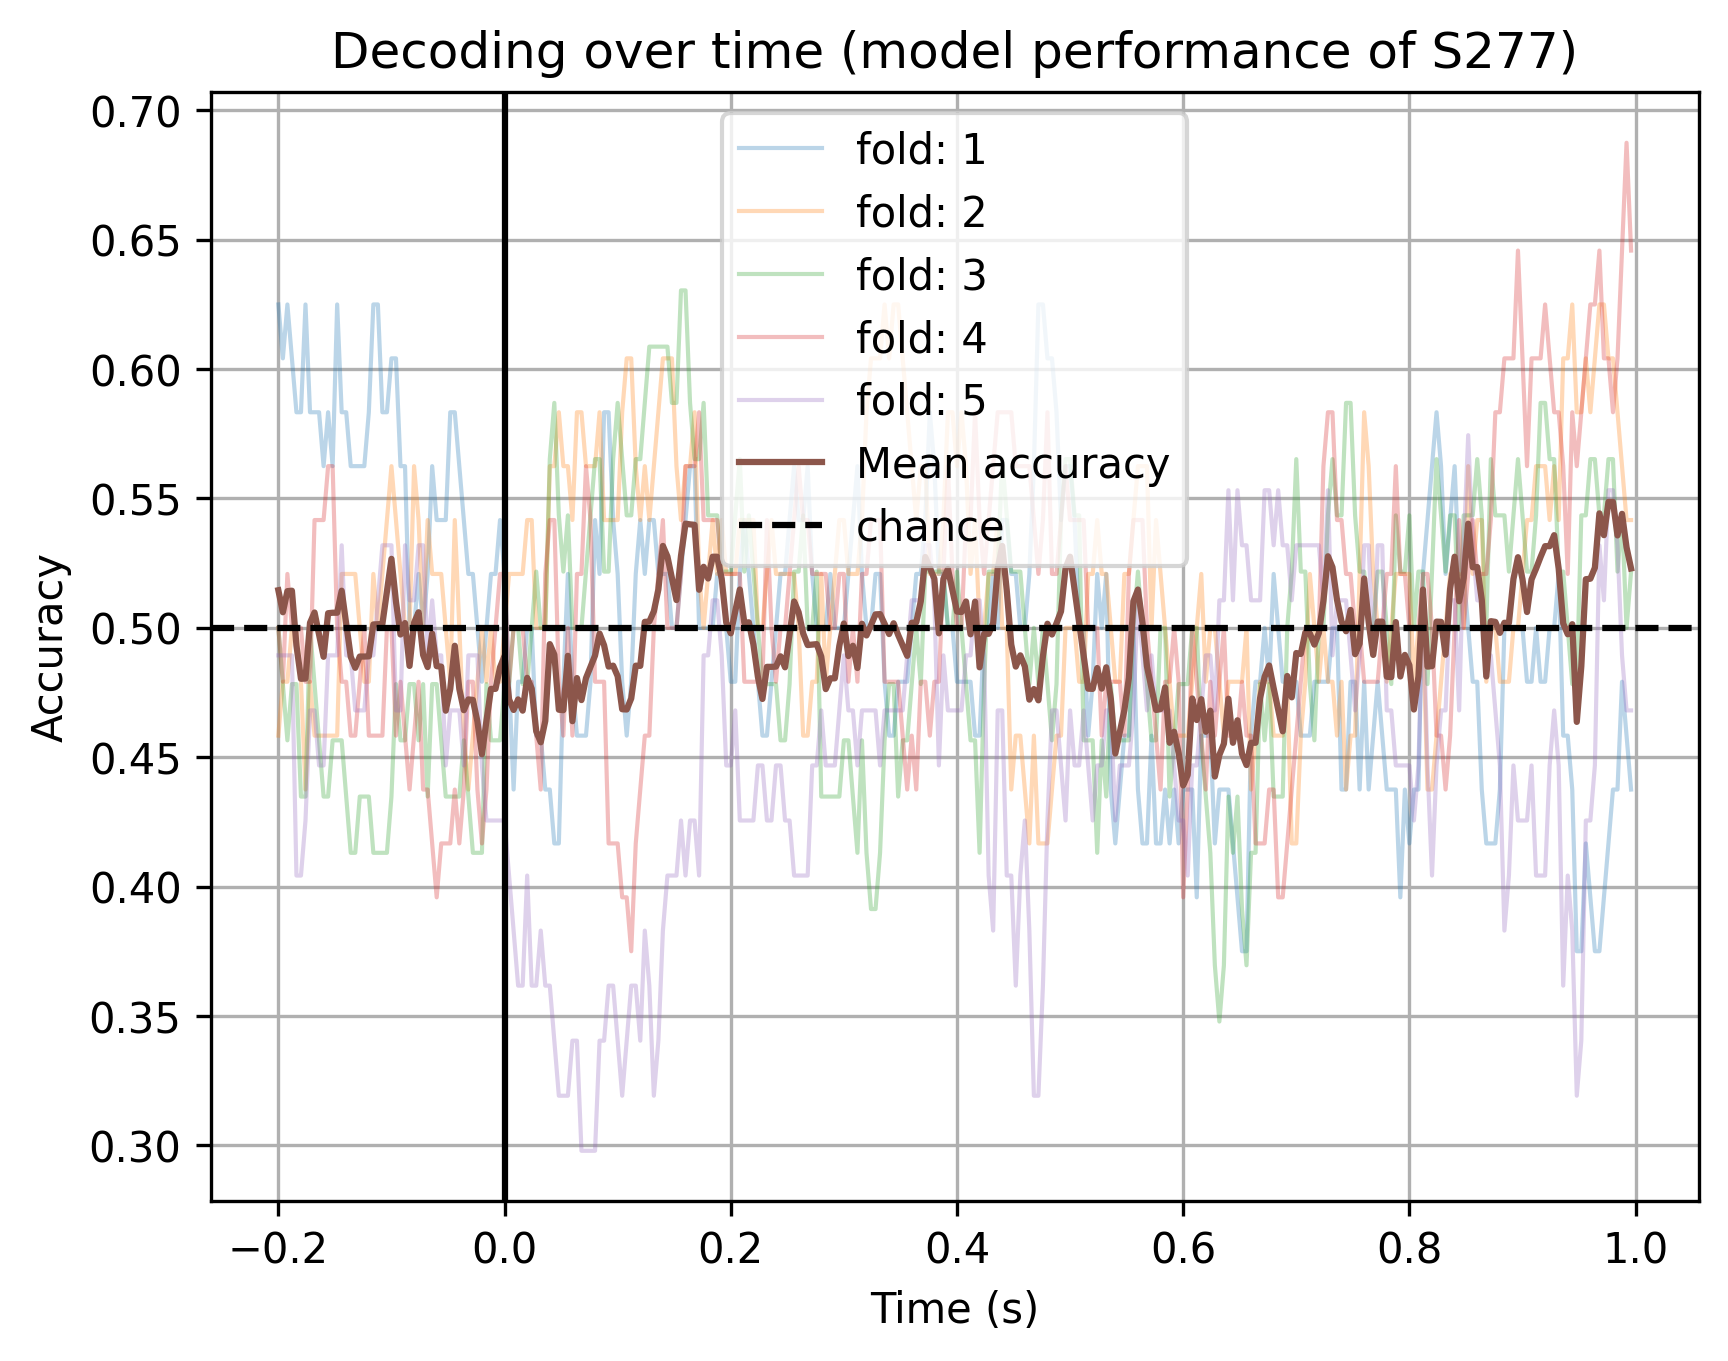 Decoding over time (model performance of S277)
0.70
0.65
0.60
0.55
0.50
0.45
0.40
0.35
0.30
Accuracy
fold: 1
fold: 2
fold: 3
fold: 4
fold: 5
Mean accuracy
chance
−0.2 0.0 0.2 0.4 0.6 0.8 1.0
Time (s)